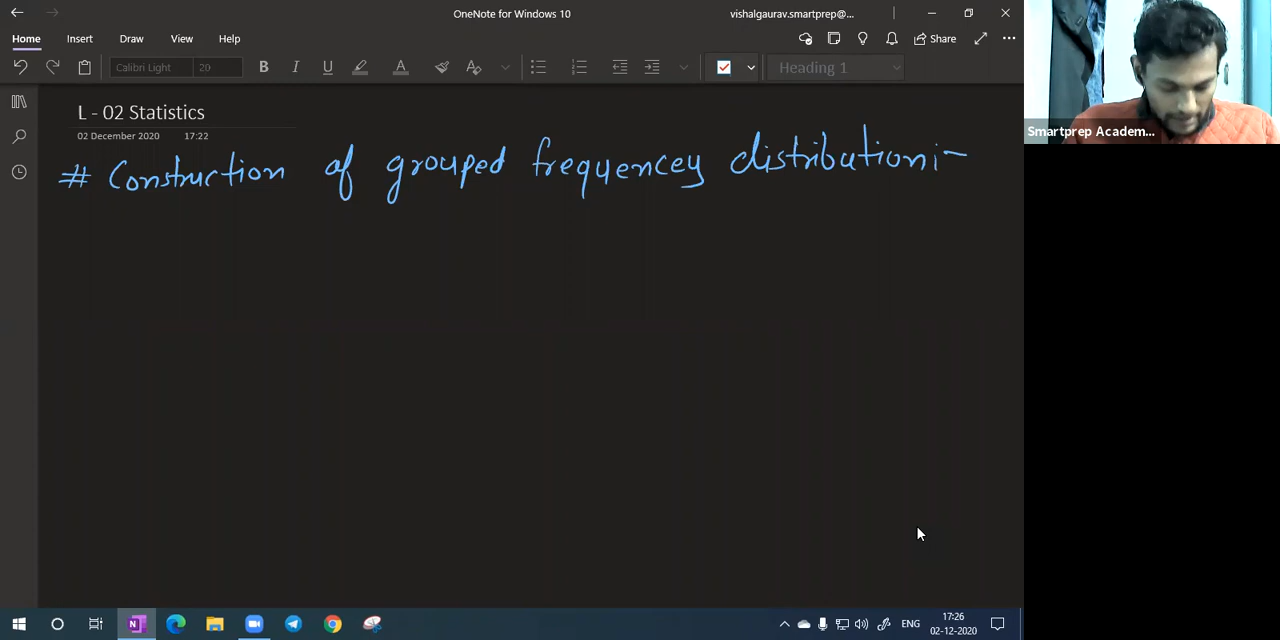 OneNote for Windows 10
vishalgaurav.smartprep@...
Home Insert Draw View Help
Share
Calibri Light 20 B I U A Heading 1
L - 02 Statistics
02 December 2020 17:22
# Construction of grouped frequencey distribution:-
Smartprep Academ...
ENG
17:26
02-12-2020